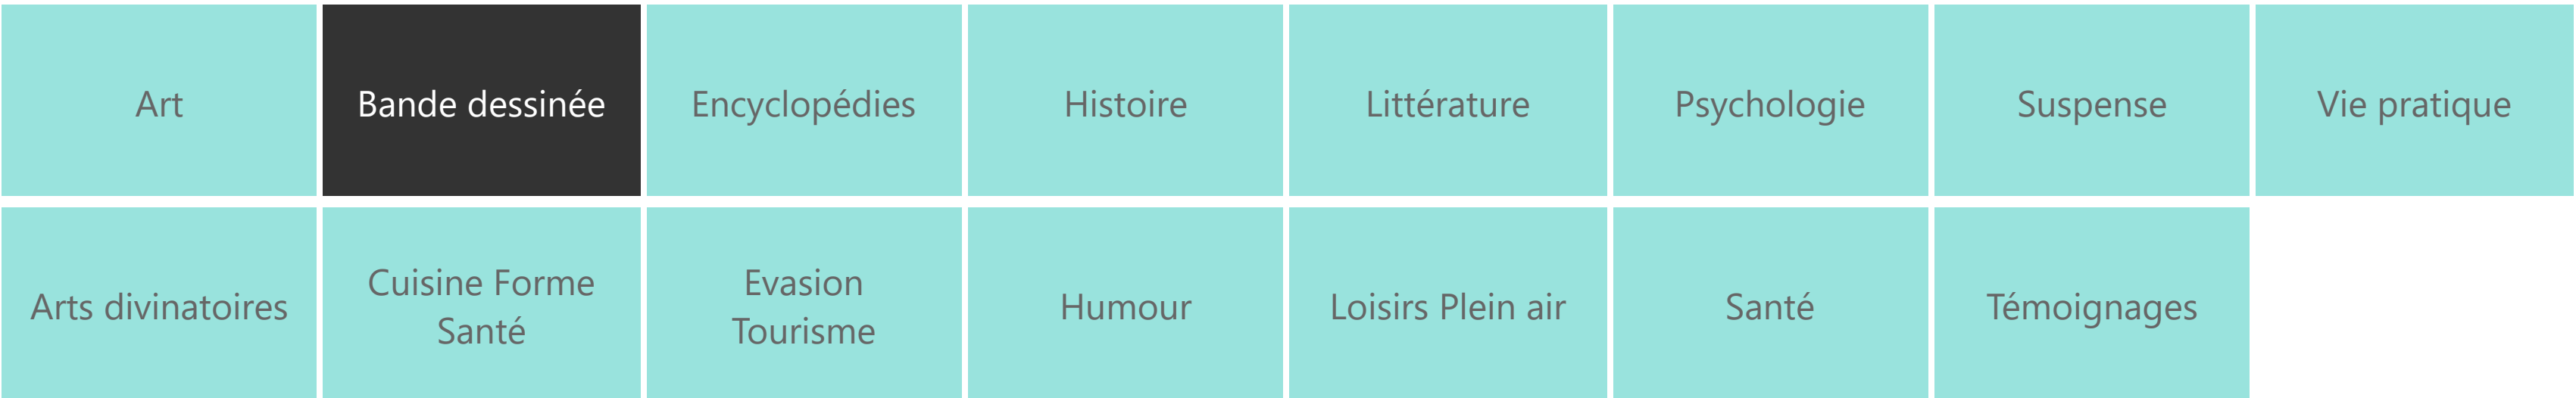 Art
Bande dessinée
Encyclopédies
Histoire
Littérature
Psychologie
Suspense
Vie pratique
Arts divinatoires
Cuisine Forme
Santé
Evasion
Tourisme
Humour
Loisirs Plein air
Santé
Témoignages